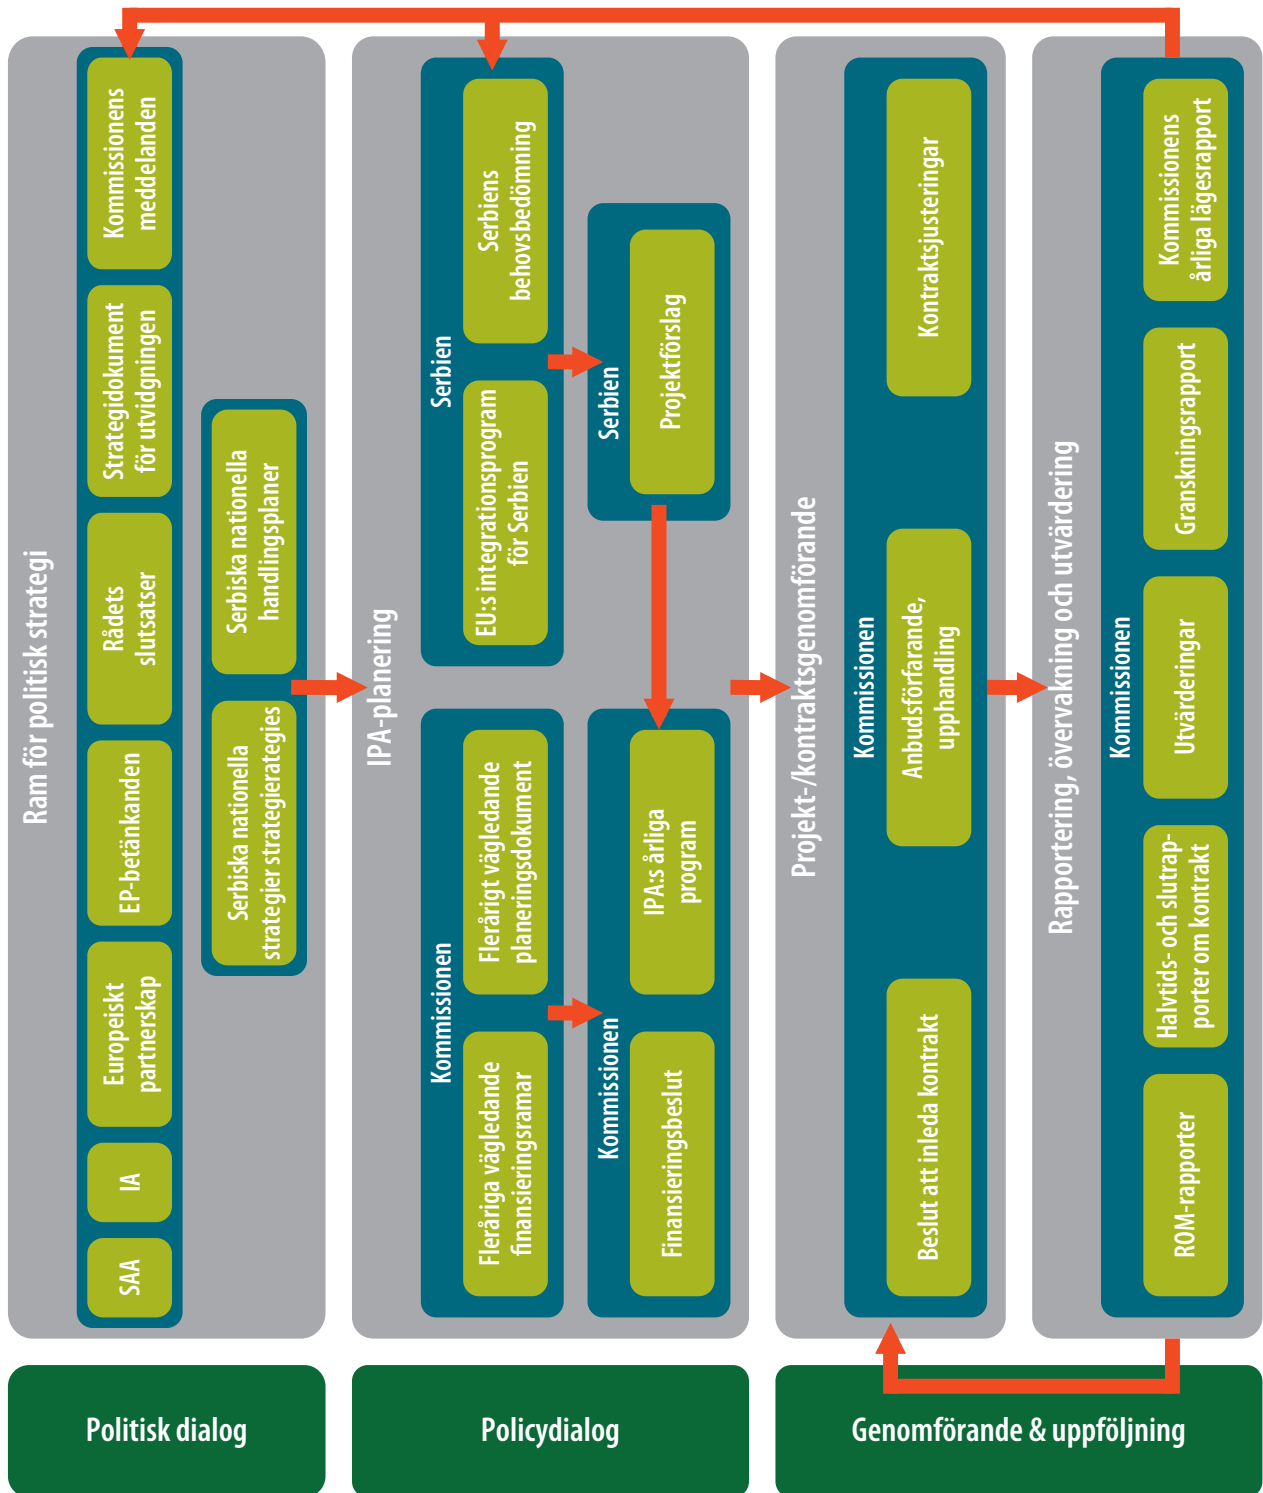 Ram för politisk strategi
SAA
IA
Europeiskt
partnerskap
EP-betänkanden
Rådets
slutsatser
Strategidokument
för utvidgningen
Kommissionens
meddelanden
Serbiska nationella
strategier strategierategies
Serbiska nationella
handlingsplaner
IPA-planering
Kommissionen
Fleråriga vägledande
finansieringsramar
Flerårigt vägledande
planeringsdokument
Serbien
EU:s integrationsprogram
för Serbien
Serbiens
behovsbedömning
Kommissionen
Finansieringsbeslut
IPA:s årliga
program
Serbien
Projektförslag
Projekt-/kontraktsgenomförande
Kommissionen
Beslut att inleda kontrakt
Anbudsförfarande,
upphandling
Kontraktsjusteringar
Rapportering, övervakning och utvärdering
Kommissionen
ROM-rapporter
Halvtids- och slutrap-
porter om kontrakt
Utvärderingar
Granskningsrapport
Kommissionens
årliga lägesrapport
Politisk dialog
Policydialog
Genomförande & uppföljning